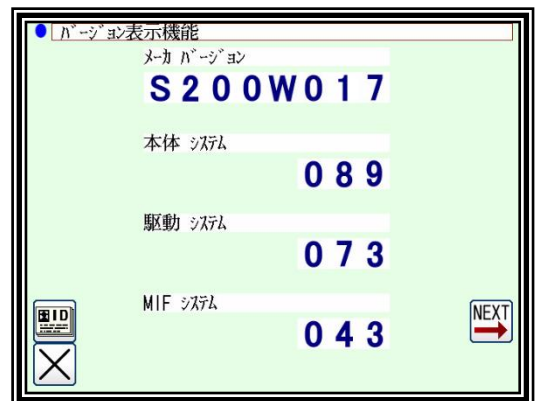 バージョン表示機能
メーカ バージョン
S200W017
本体 システム
089
駆動 システム
073
MIF システム
043
ID
NEXT